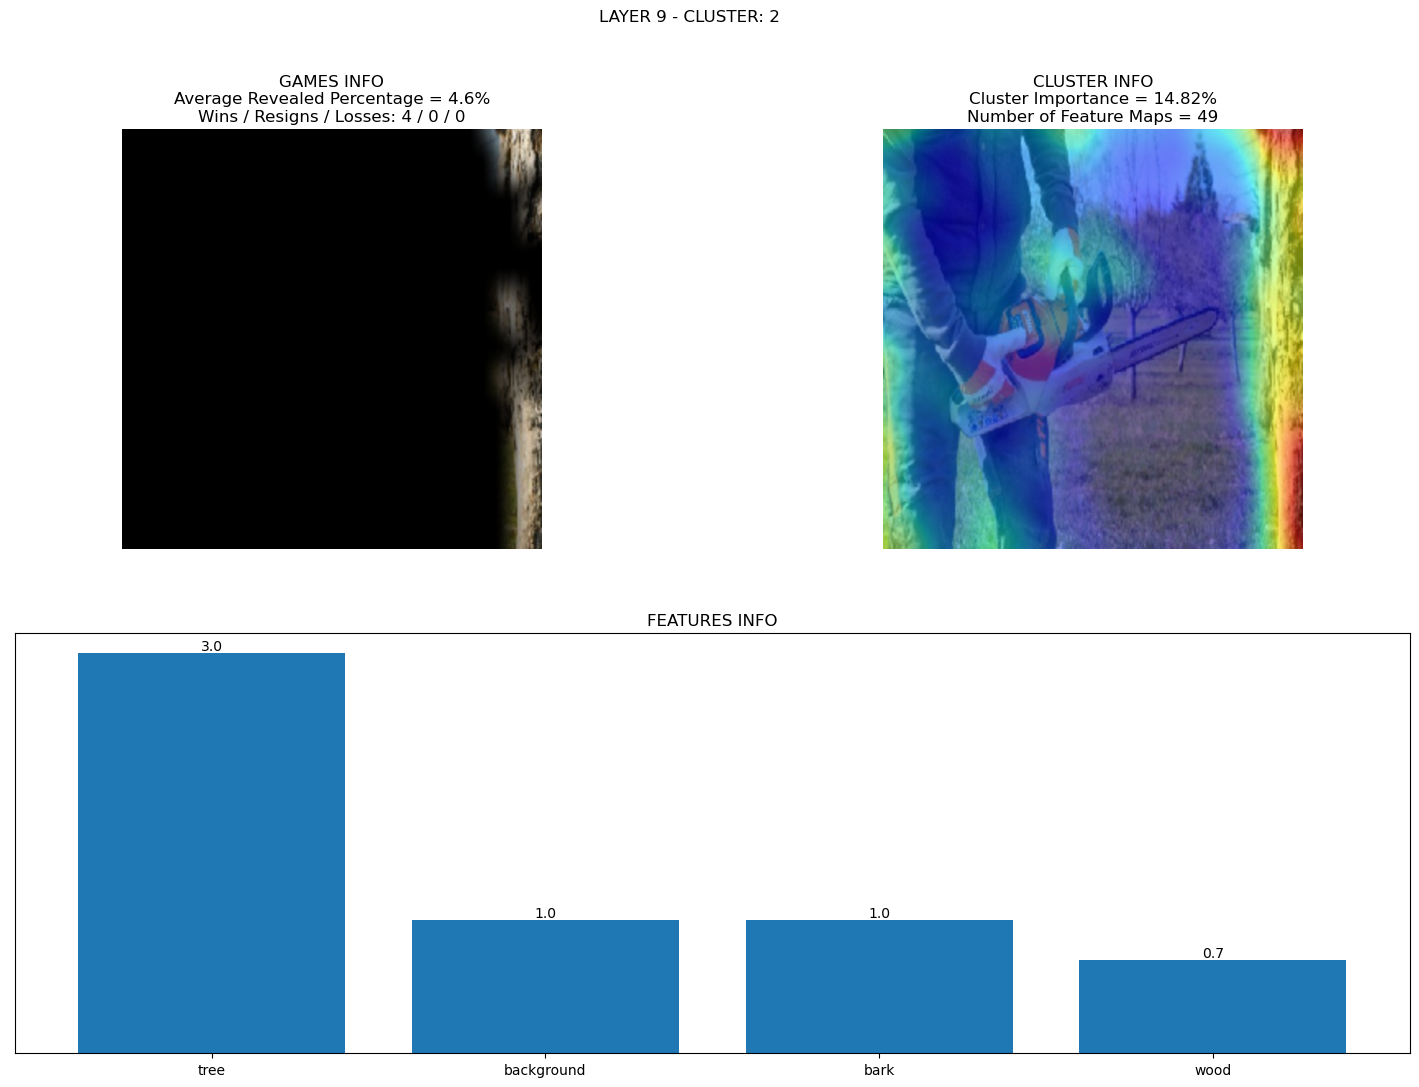 LAYER 9 - CLUSTER: 2
GAMES INFO
Average Revealed Percentage = 4.6%
Wins / Resigns / Losses: 4 / 0 / 0
CLUSTER INFO
Cluster Importance = 14.82%
Number of Feature Maps = 49
FEATURES INFO
3.0
1.0
1.0
0.7
tree
background
bark
wood